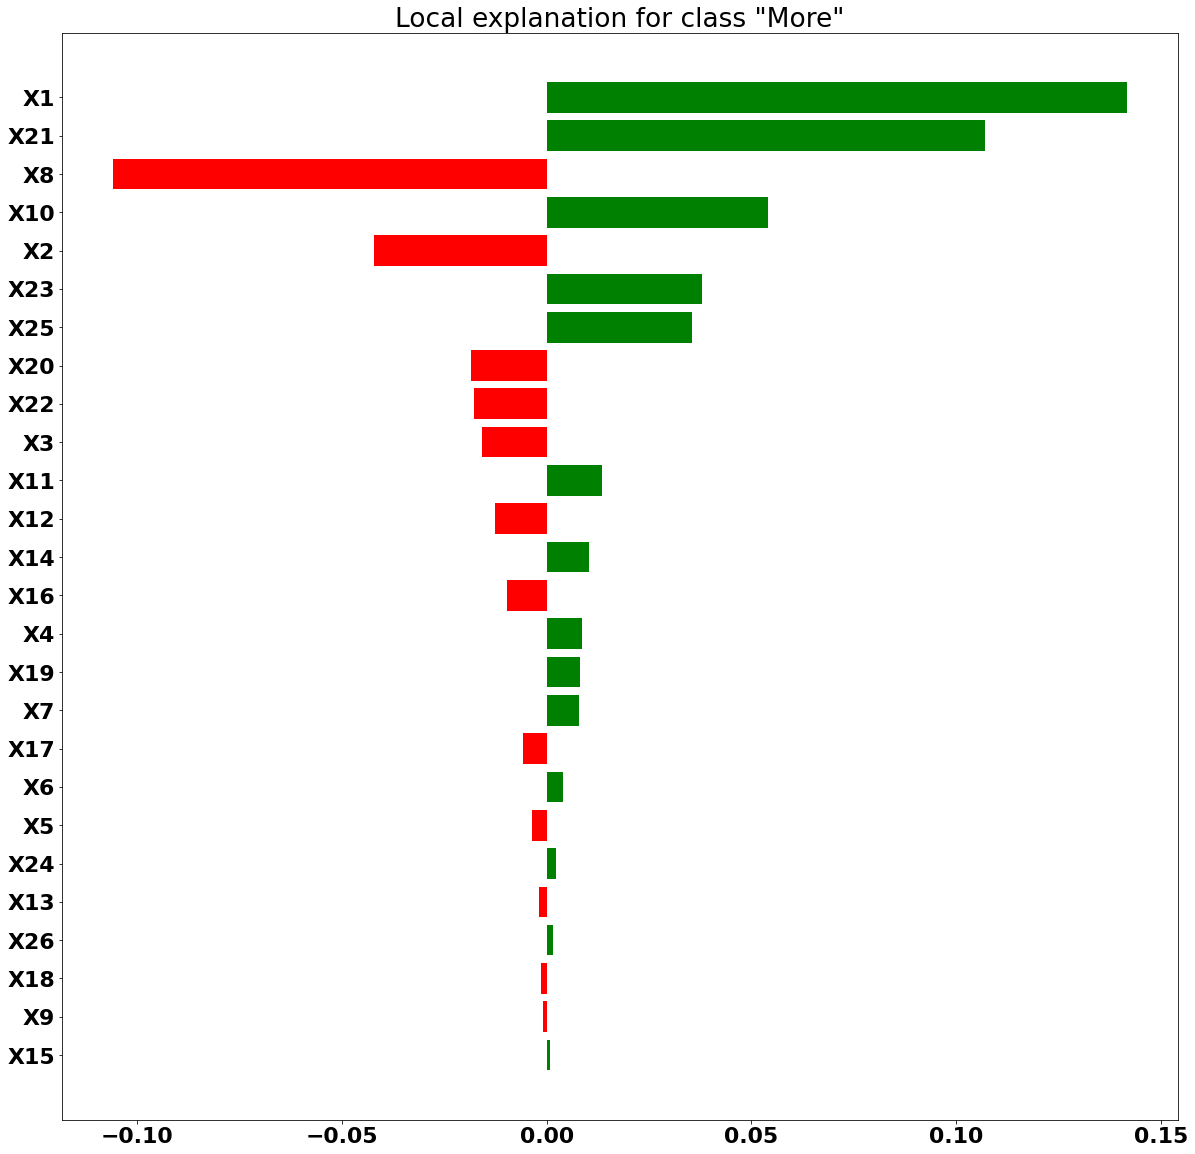 Local explanation for class "More"
X1
X21
X8
X10
X2
X23
X25
X20
X22
X3
X11
X12
X14
X16
X4
X19
X7
X17
X6
X5
X24
X13
X26
X18
X9
X15
−0.10 −0.05 0.00 0.05 0.10 0.15